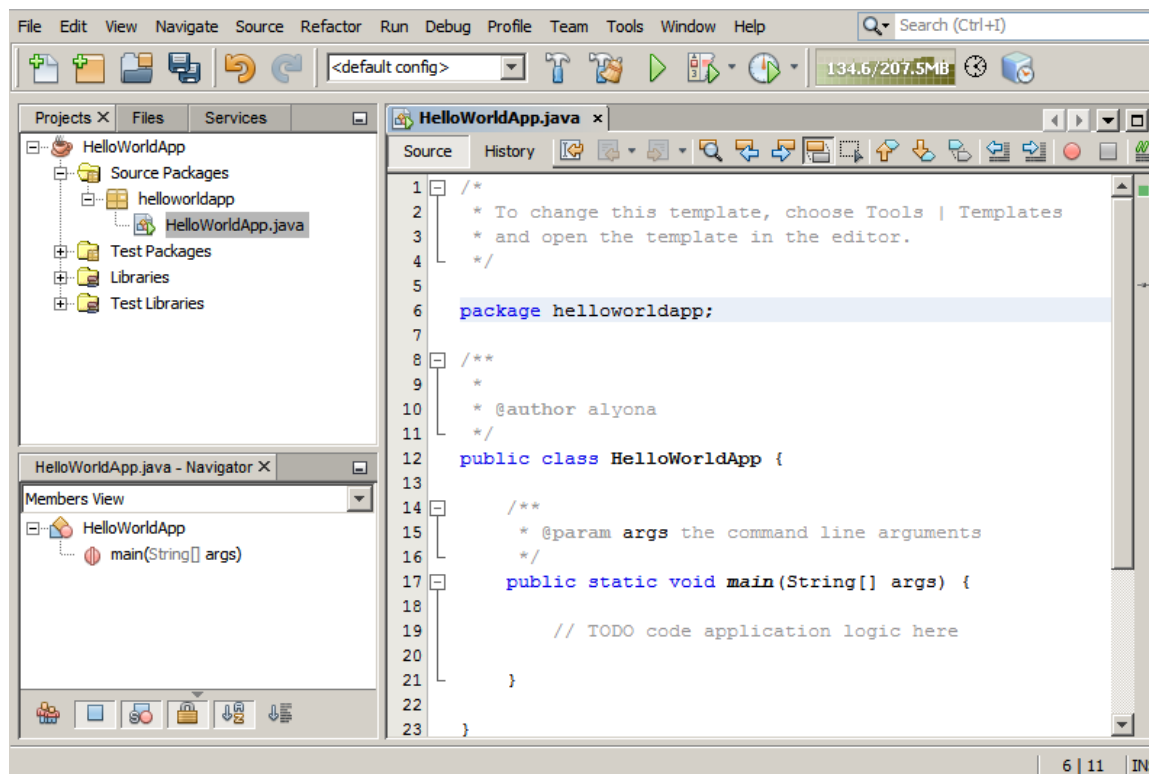 File Edit View Navigate Source Refactor Run Debug Profile Team Tools Window Help Search (Ctrl+I)
<default config> 134.6/207.5MB
Projects Files Services
HelloWorldApp
Source Packages
helloworldapp
HelloWorldApp.java
Test Packages
Libraries
Test Libraries
HelloWorldApp.java - Navigator
Members View
HelloWorldApp
main(String[] args)
HelloWorldApp.java
Source History
1 /*
2  * To change this template, choose Tools | Templates
3  * and open the template in the editor.
4  */
5
6 package helloworldapp;
7
8 /**
9  *
10  * @author alyona
11  */
12 public class HelloWorldApp {
13
14     /**
15      * @param args the command line arguments
16      */
17     public static void main(String[] args) {
18
19         // TODO code application logic here
20
21     }
22
23 }
6 | 11 IN